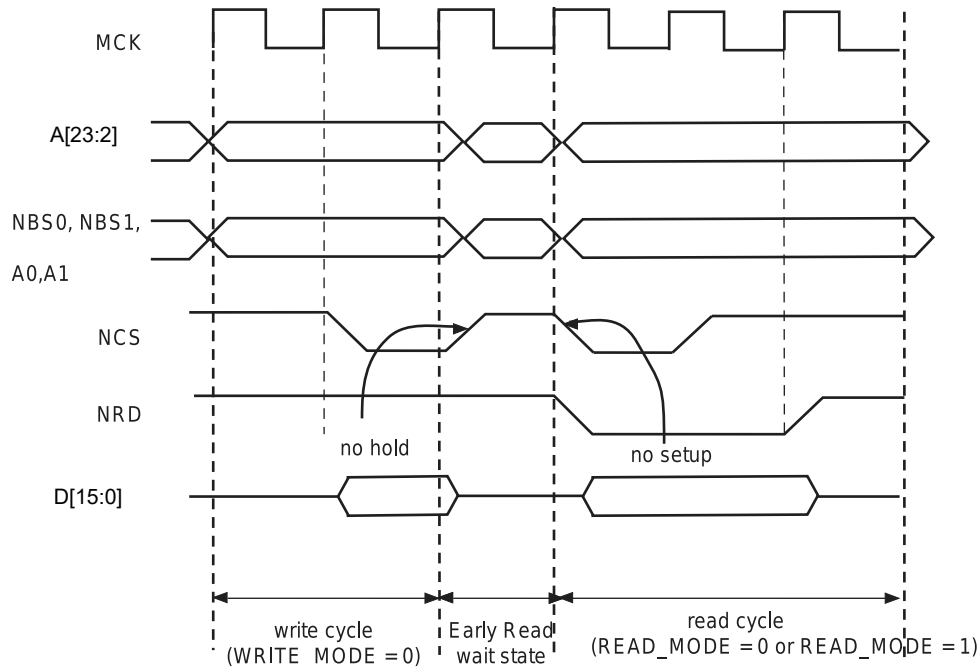 MCK
A[23:2]
NBS0, NBS1,
A0,A1
NCS
NRD
no hold
no setup
D[15:0]
write cycle
(WRITE_MODE = 0)
Early Read
wait state
read cycle
(READ_MODE = 0 or READ_MODE = 1)